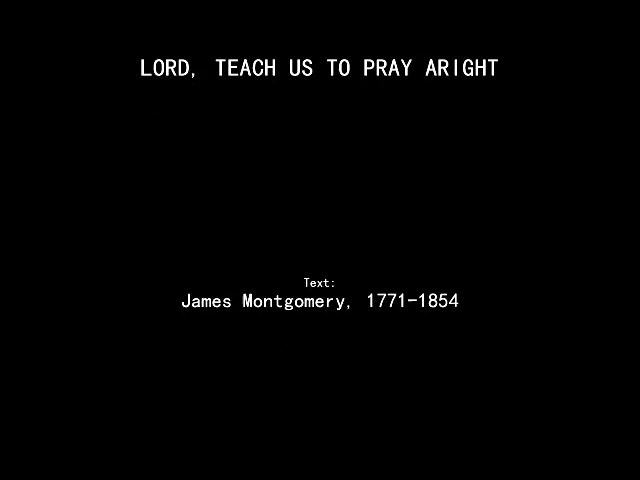 LORD, TEACH US TO PRAY ARIGHT
Text:
James Montgomery, 1771-1854